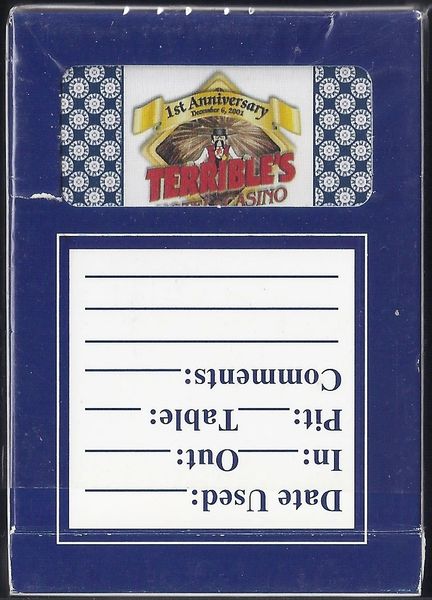 1st Anniversary
December 6, 2001
TERRIBLE'S
CASINO
Date Used:
In: Out:
Pit: Table:
Comments: